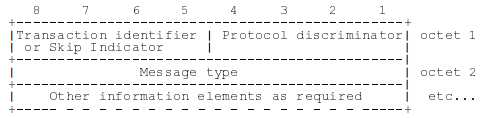 8 7 6 5 4 3 2 1
+-----------------------------------------------+
|Transaction identifier | Protocol discriminator| octet 1
| or Skip Indicator |
+-----------------------------------------------+
| Message type | octet 2
+-----------------------------------------------+
| Other information elements as required | etc...
+----- - - - - - - - - - - - - - - - - - - -----+